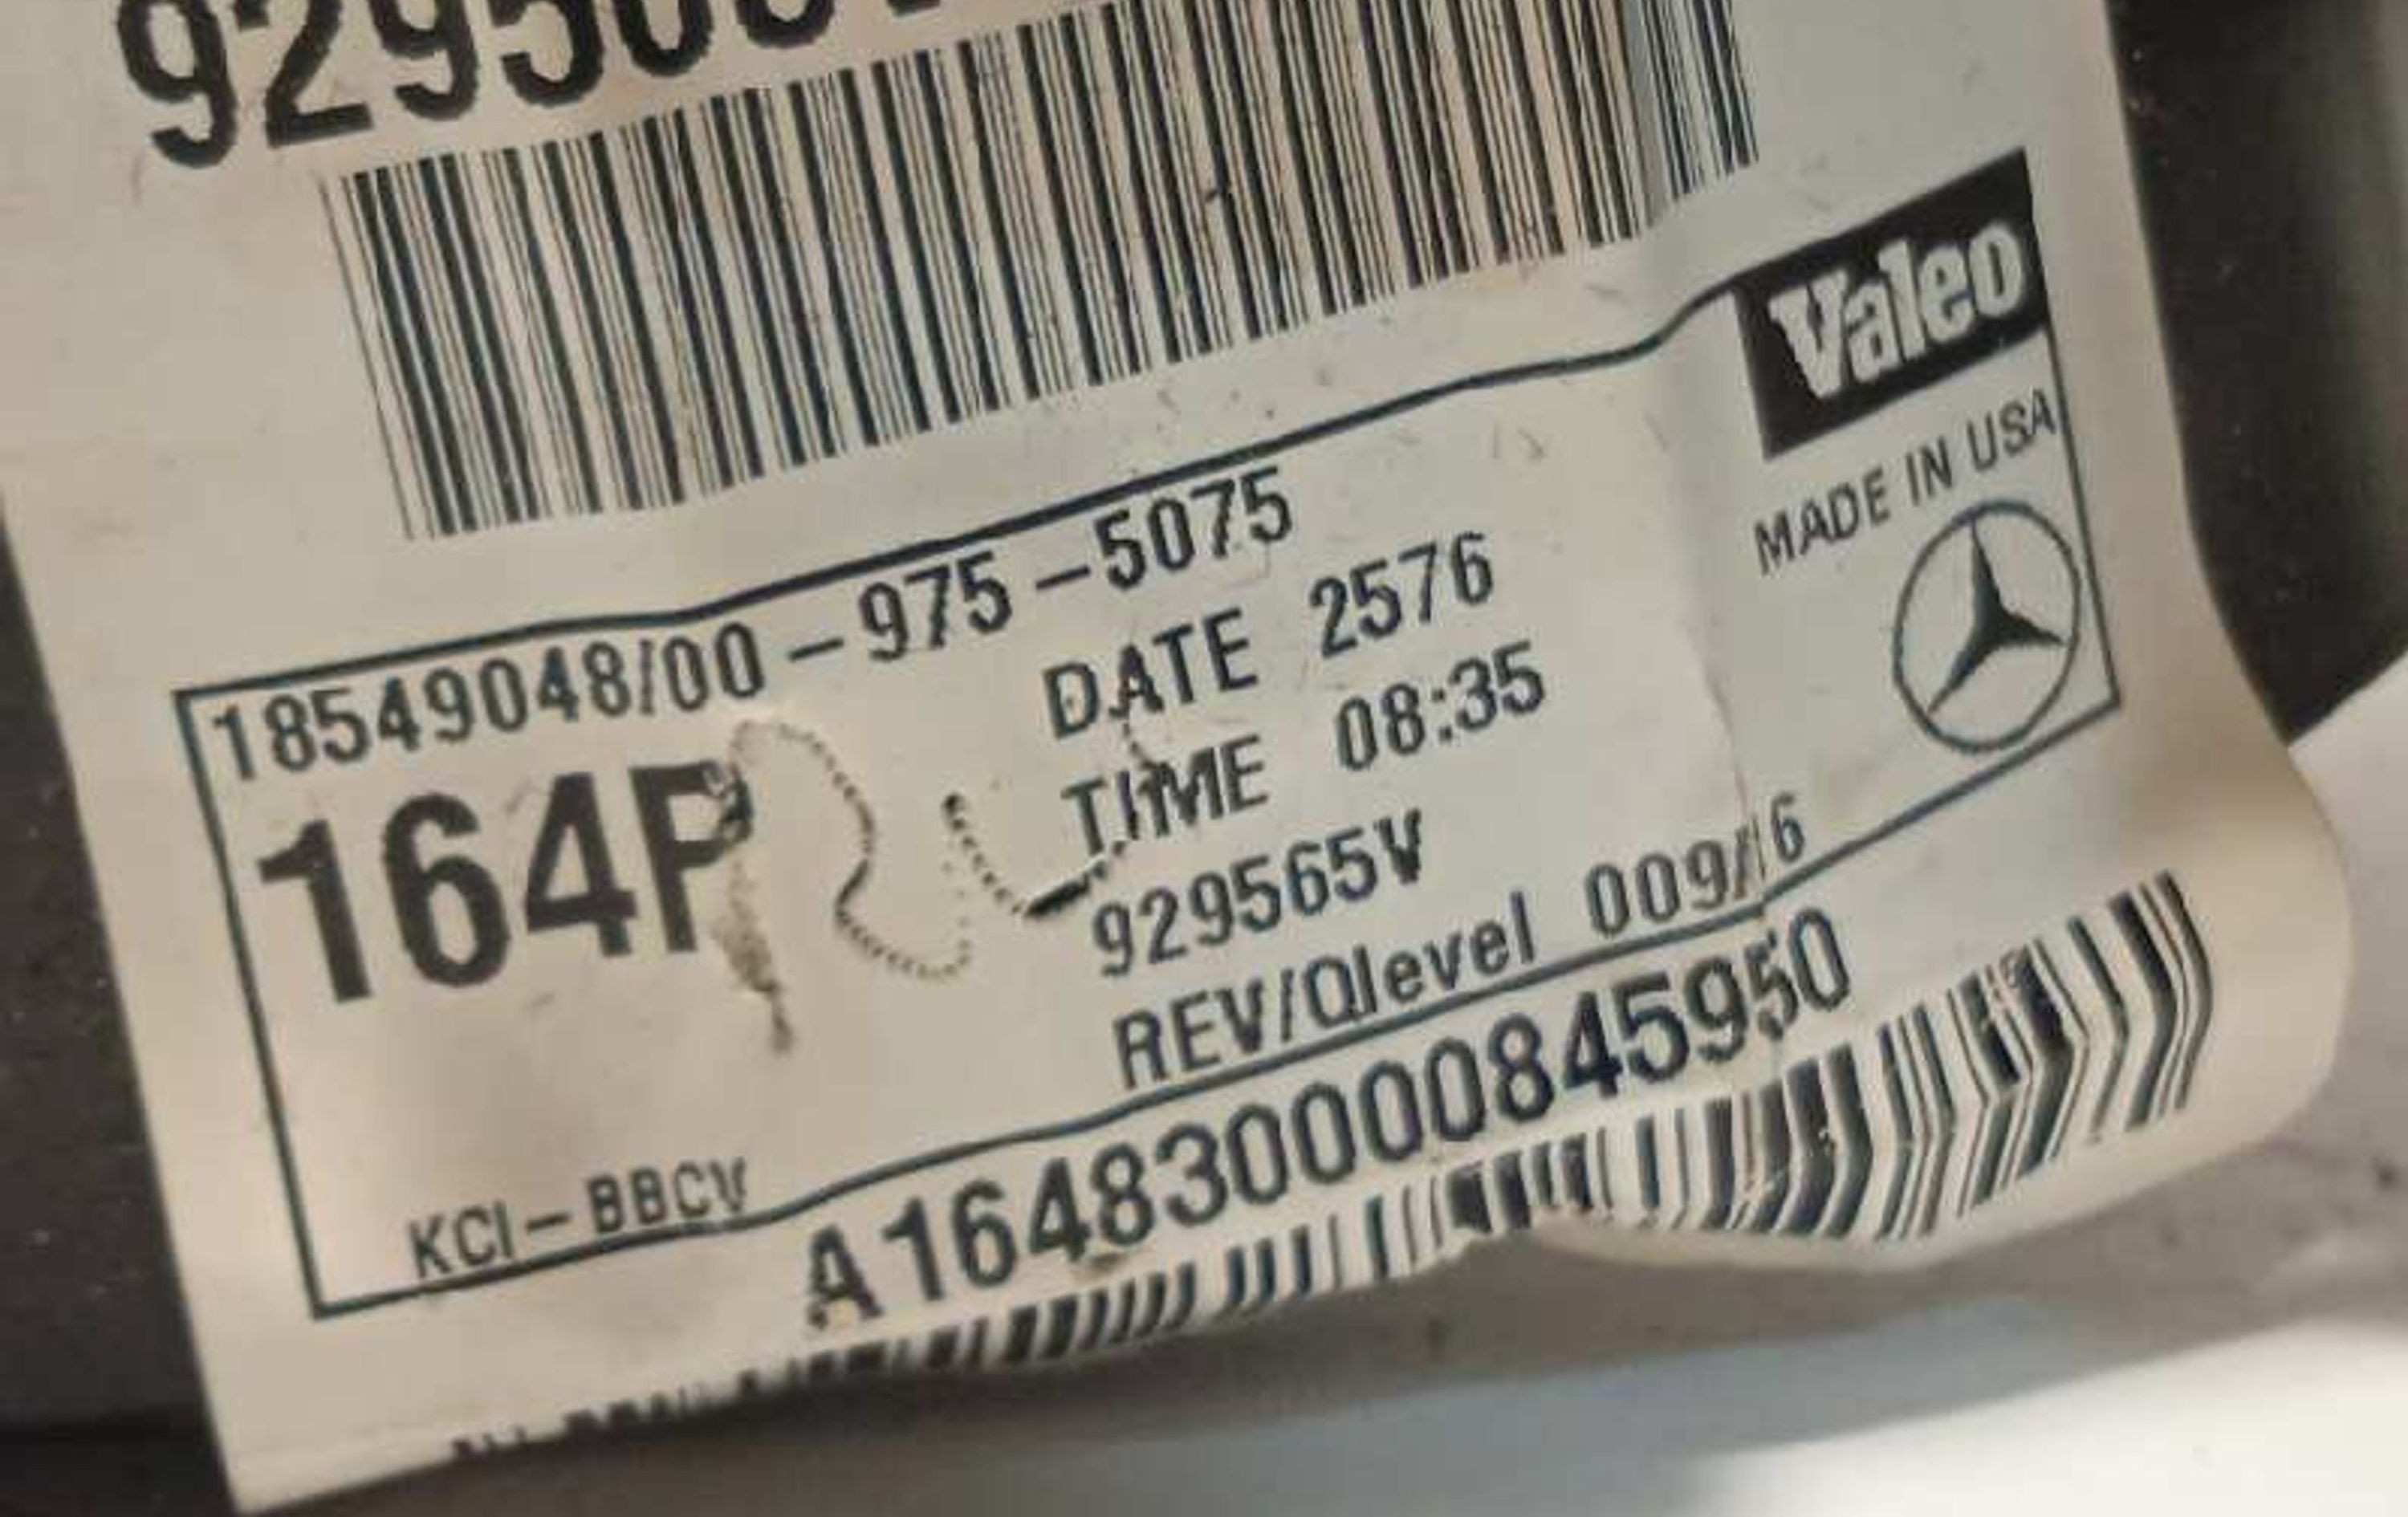 Valeo
MADE IN USA
18549048/00-975-5075
DATE 2576
TIME 08:35
164P
929565V
REV/Qlevel
KCI-BBCV
A1648300000845950